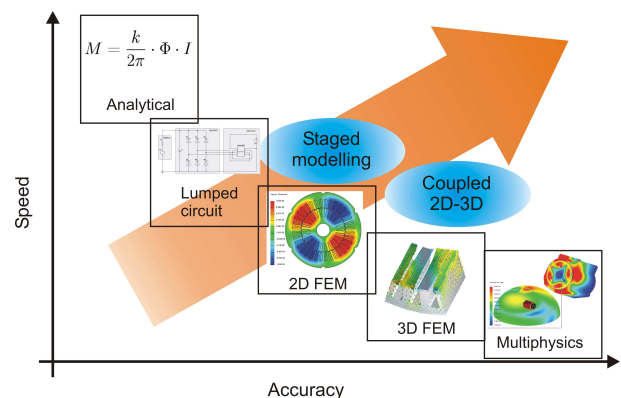 M = k/2π · Φ · I
Analytical
Staged
modelling
Lumped
circuit
Coupled
2D-3D
2D FEM
3D FEM
Multiphysics
Speed
Accuracy